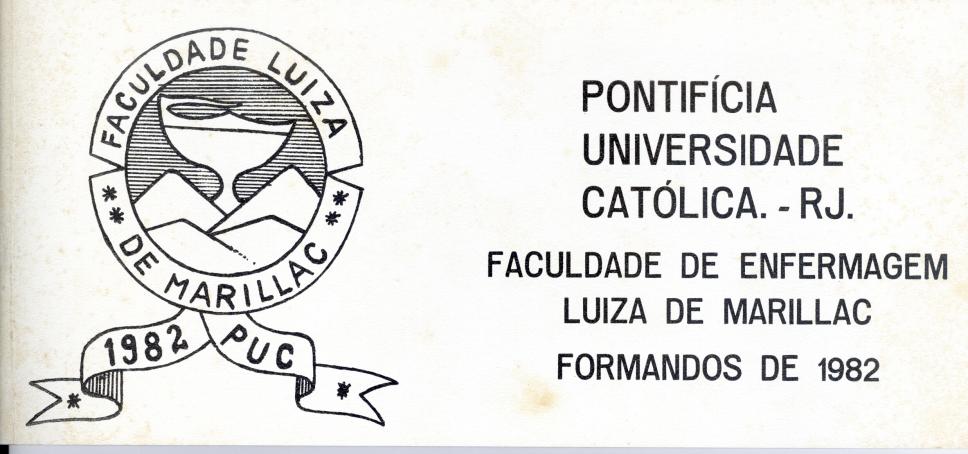 FACULDADE LUIZA
** DE MARILLAC **
1982 PUC
* *
PONTIFÍCIA
UNIVERSIDADE
CATÓLICA. - RJ.
FACULDADE DE ENFERMAGEM
LUIZA DE MARILLAC
FORMANDOS DE 1982